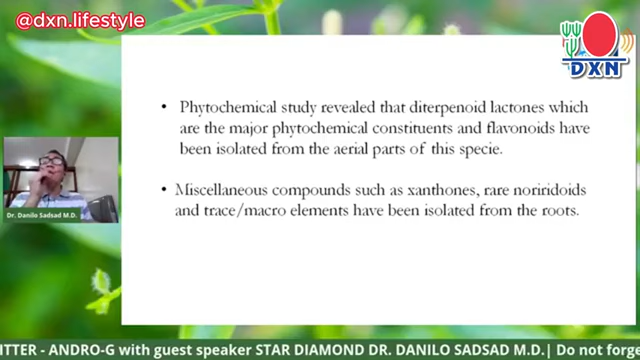 @dxn.lifestyle
DXN
• Phytochemical study revealed that diterpenoid lactones which
are the major phytochemical constituents and flavonoids have
been isolated from the aerial parts of this specie.
• Miscellaneous compounds such as xanthones, rare noriridoids
and trace/macro elements have been isolated from the roots.
Dr. Danilo Sadsad M.D.
ITTER - ANDRO-G with guest speaker STAR DIAMOND DR. DANILO SADSAD M.D.| Do not forge